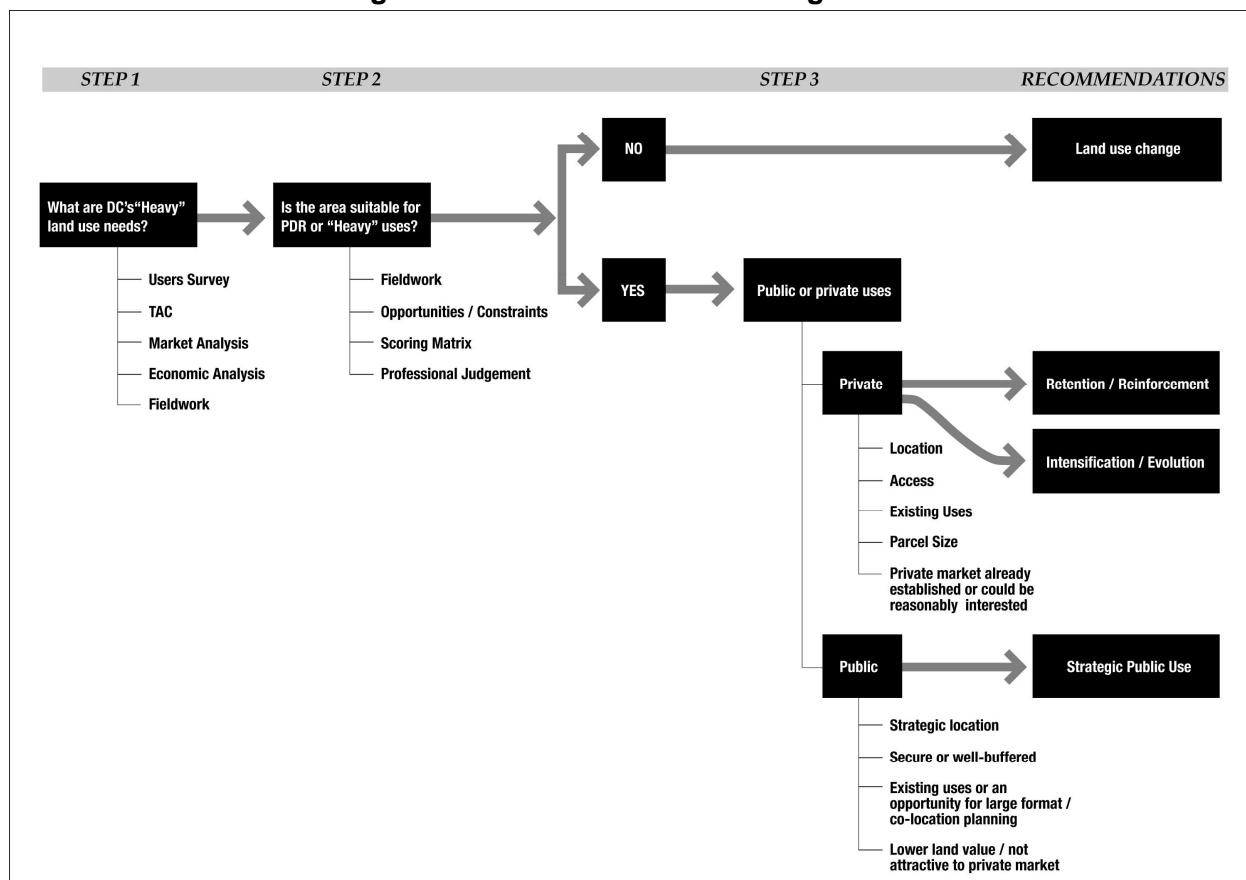 STEP 1
STEP 2
STEP 3
RECOMMENDATIONS
What are DC's“Heavy”
land use needs?
Users Survey
TAC
Market Analysis
Economic Analysis
Fieldwork
Is the area suitable for
PDR or “Heavy” uses?
Fieldwork
Opportunities / Constraints
Scoring Matrix
Professional Judgement
NO
Land use change
YES
Public or private uses
Private
Retention / Reinforcement
Intensification / Evolution
Location
Access
Existing Uses
Parcel Size
Private market already
established or could be
reasonably interested
Public
Strategic Public Use
Strategic location
Secure or well-buffered
Existing uses or an
opportunity for large format /
co-location planning
Lower land value / not
attractive to private market